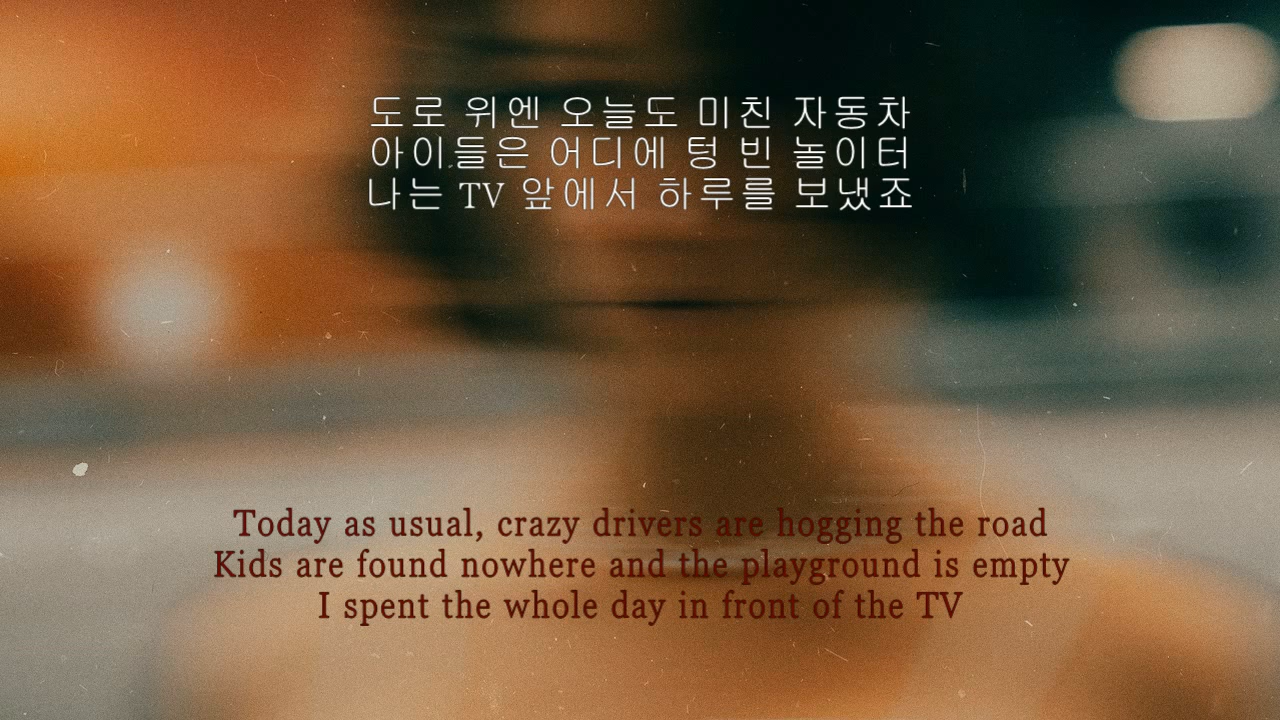 도로 위엔 오늘도 미친 자동차
아이들은 어디에 텅 빈 놀이터
나는 TV 앞에서 하루를 보냈죠
Today as usual, crazy drivers are hogging the road
Kids are found nowhere and the playground is empty
I spent the whole day in front of the TV